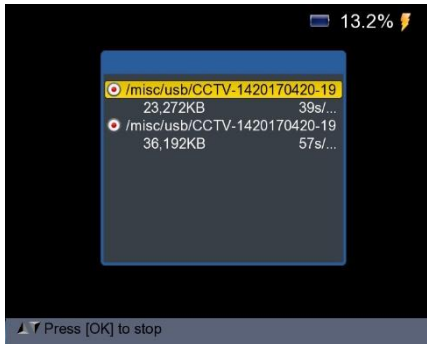 13.2%
/misc/usb/CCTV-1420170420-19
23,272KB 39s/...
/misc/usb/CCTV-1420170420-19
36,192KB 57s/...
Press [OK] to stop